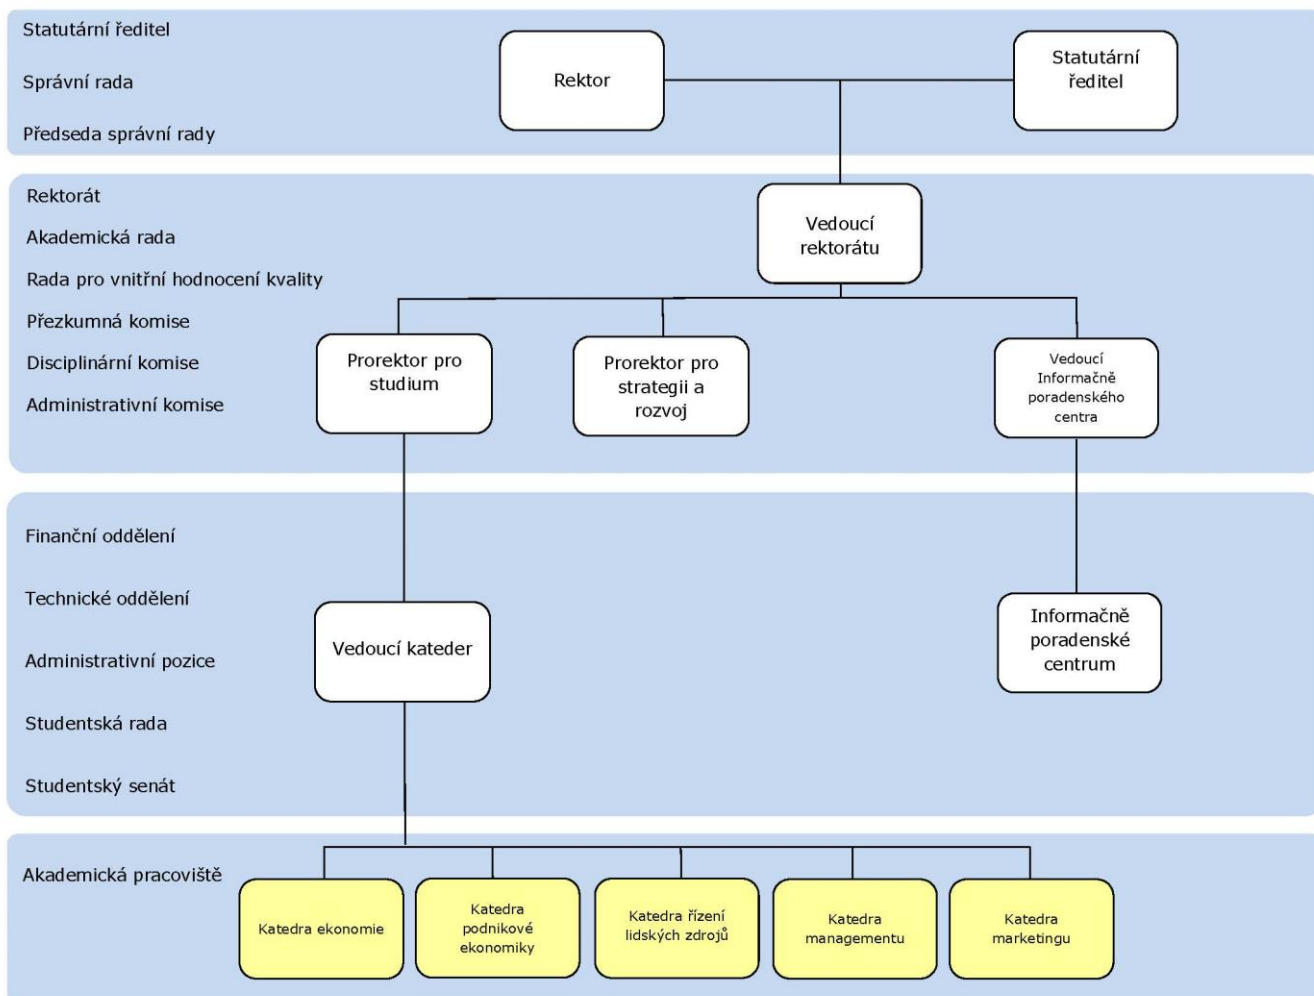 Statutární ředitel
Správní rada
Předseda správní rady
Rektor
Statutární
ředitel
Rektorát
Akademická rada
Rada pro vnitřní hodnocení kvality
Přezkumná komise
Disciplinární komise
Administrativní komise
Vedoucí
rektorátu
Prorektor pro
studium
Prorektor pro
strategii a
rozvoj
Vedoucí
Informačně
poradenského
centra
Finanční oddělení
Technické oddělení
Administrativní pozice
Studentská rada
Studentský senát
Vedoucí kateder
Informačně
poradenské
centrum
Akademická pracoviště
Katedra ekonomie
Katedra
podnikové
ekonomiky
Katedra řízení
lidských zdrojů
Katedra
managementu
Katedra
marketingu